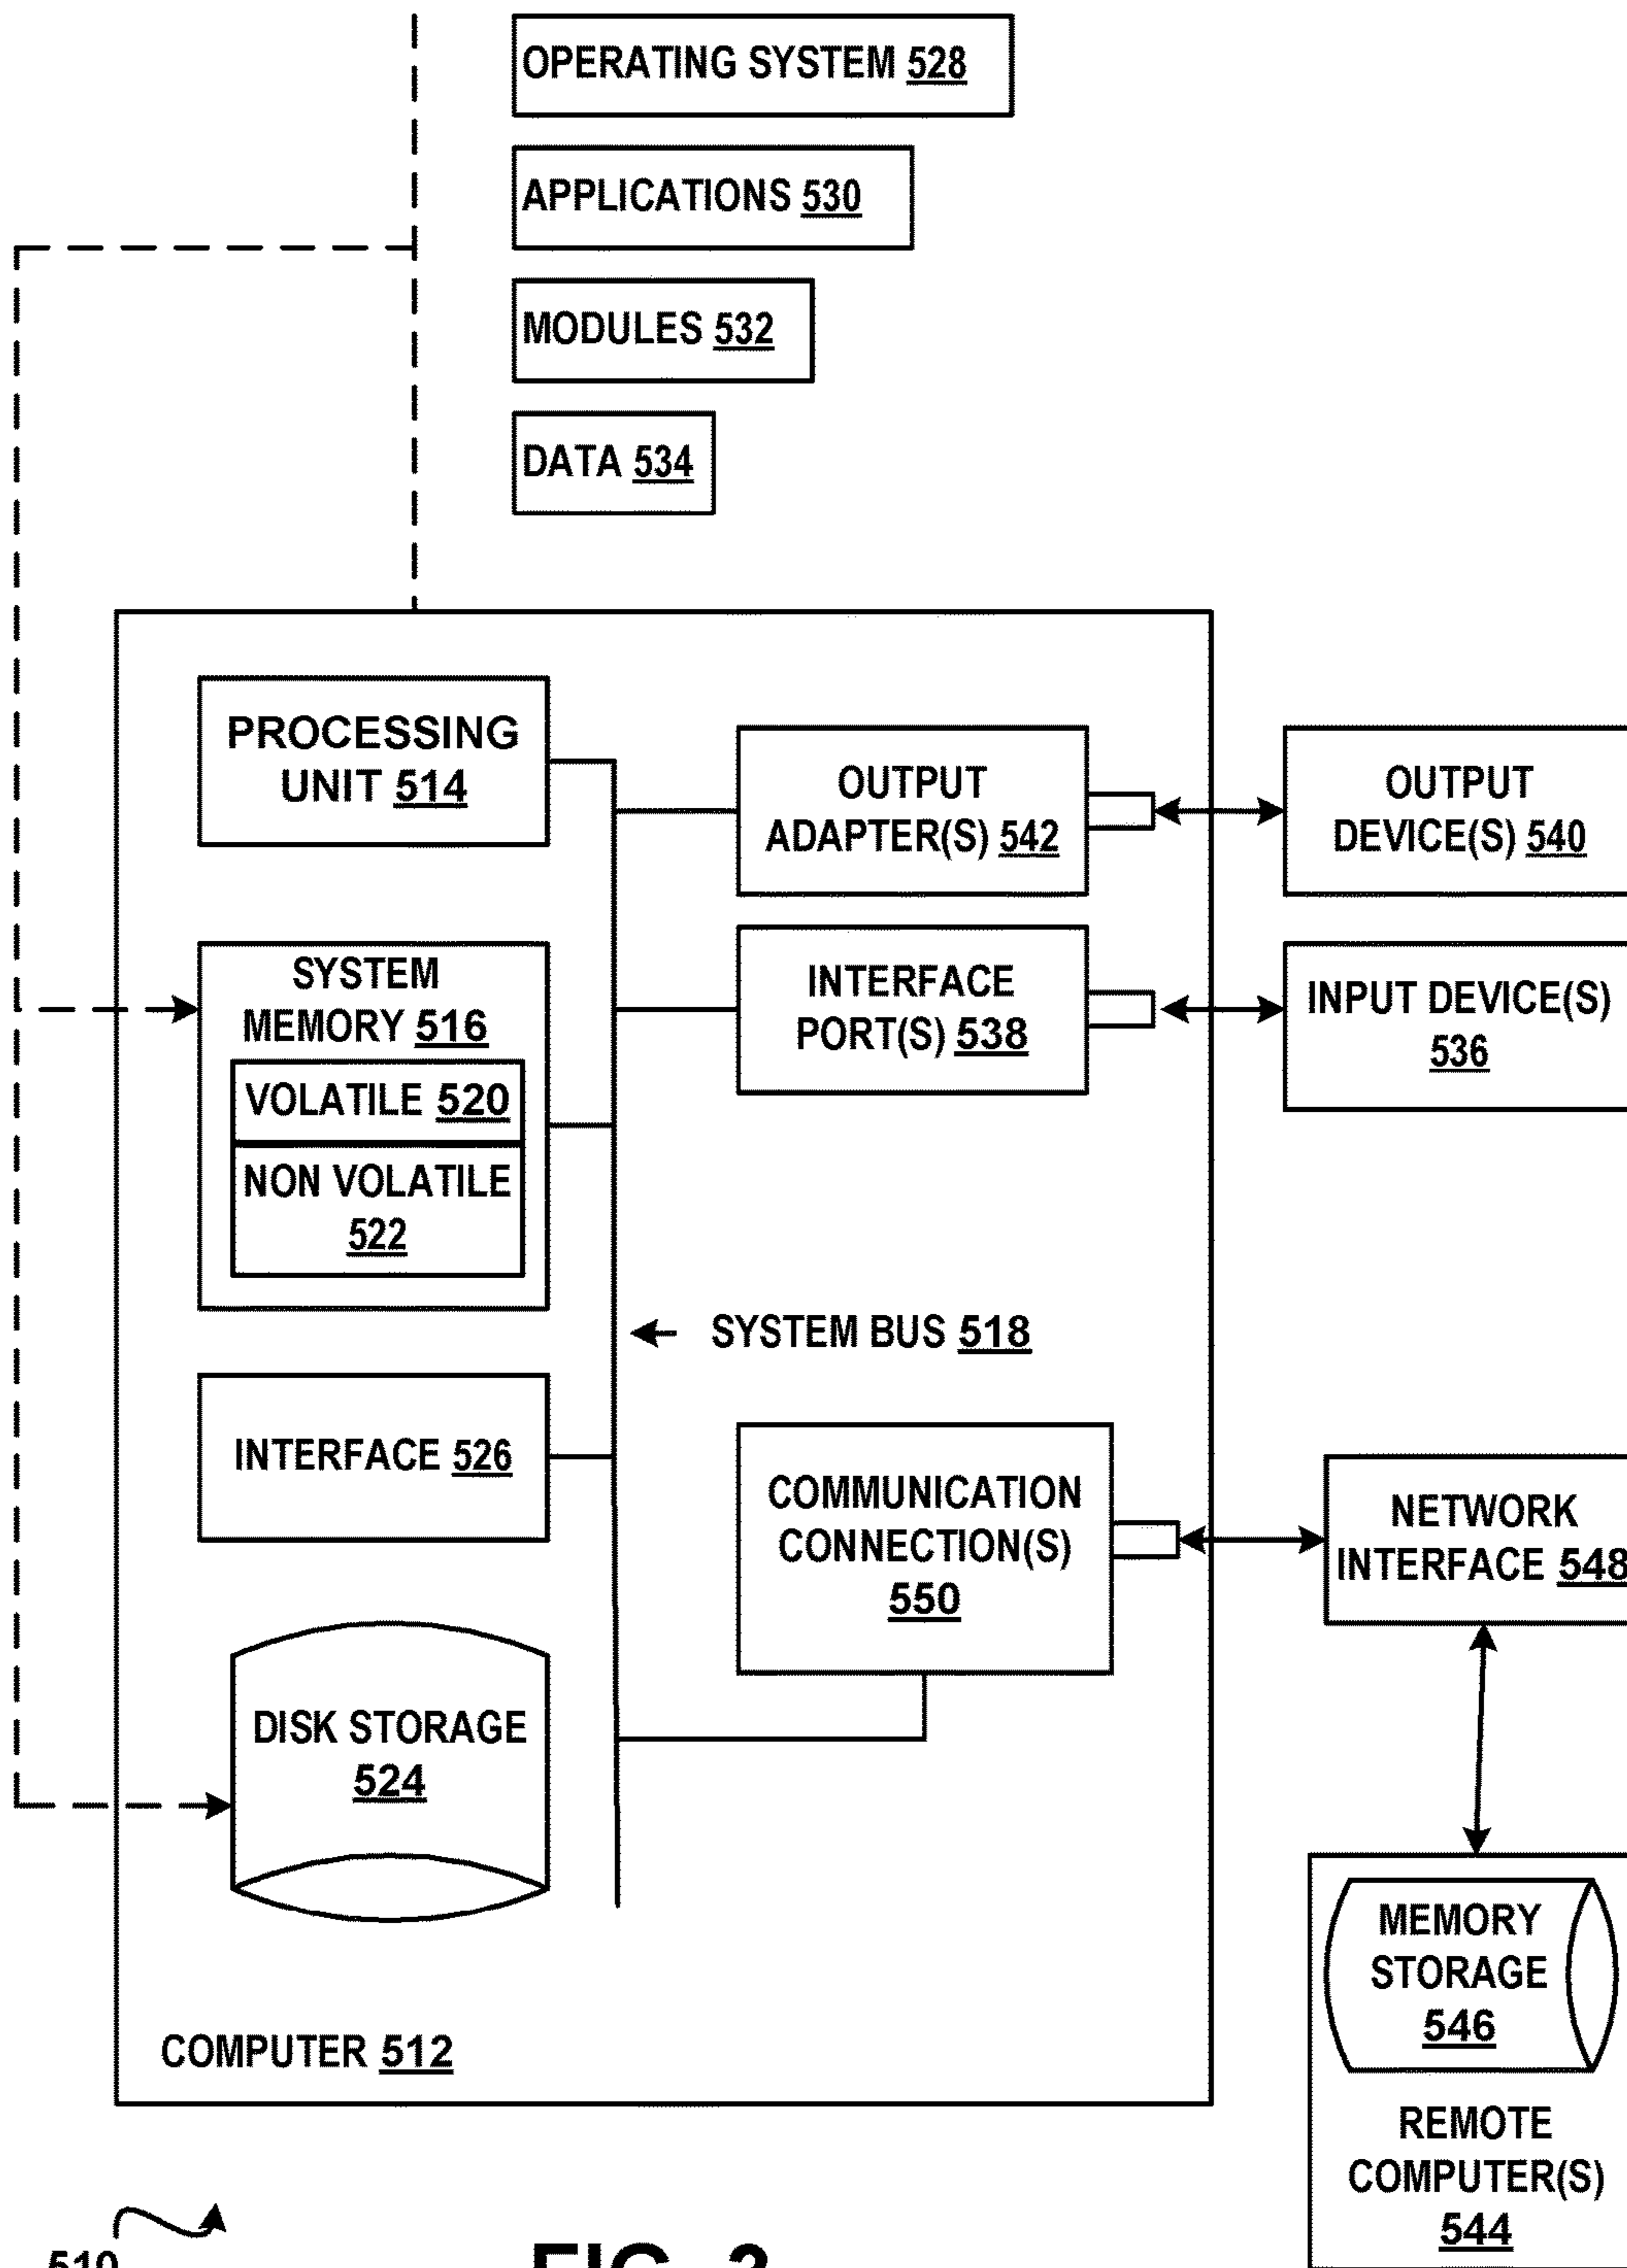 OPERATING SYSTEM 528
APPLICATIONS 530
MODULES 532
DATA 534
PROCESSING
UNIT 514
OUTPUT
ADAPTER(S) 542
OUTPUT
DEVICE(S) 540
SYSTEM
MEMORY 516
VOLATILE 520
NON VOLATILE
522
INTERFACE
PORT(S) 538
INPUT DEVICE(S)
536
SYSTEM BUS 518
INTERFACE 526
COMMUNICATION
CONNECTION(S)
550
NETWORK
INTERFACE 548
DISK STORAGE
524
MEMORY
STORAGE
546
COMPUTER 512
REMOTE
COMPUTER(S)
544
FIG.